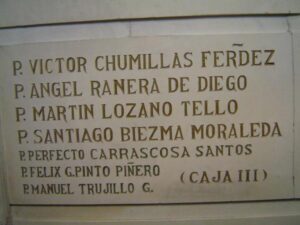 P. VICTOR CHUMILLAS FERÑDEZ
P. ANGEL RANERA DE DIEGO
P. MARTIN LOZANO TELLO
P. SANTIAGO BIEZMA MORALEDA
P. PERFECTO CARRASCOSA SANTOS
P. FELIX G. PINTO PIÑERO
(CAJA III)
P. MANUEL TRUJILLO G.